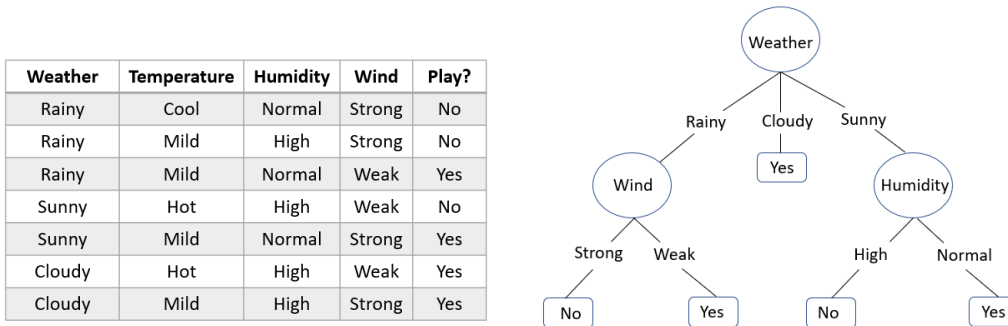 Weather Temperature Humidity Wind Play?
Rainy Cool Normal Strong No
Rainy Mild High Strong No
Rainy Mild Normal Weak Yes
Sunny Hot High Weak No
Sunny Mild Normal Strong Yes
Cloudy Hot High Weak Yes
Cloudy Mild High Strong Yes
Weather
Rainy Cloudy Sunny
Wind Yes Humidity
Strong Weak High Normal
No Yes No Yes